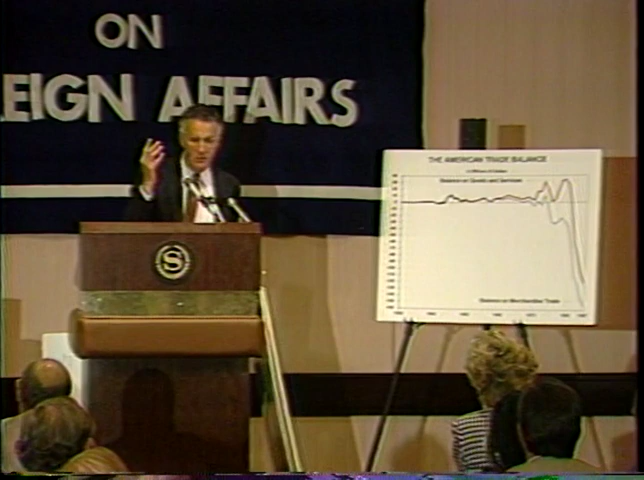 ON
EIGN AFFAIRS
S
THE AMERICAN TRADE BALANCE
Balance on Goods and Services
Balance on Merchandise Trade